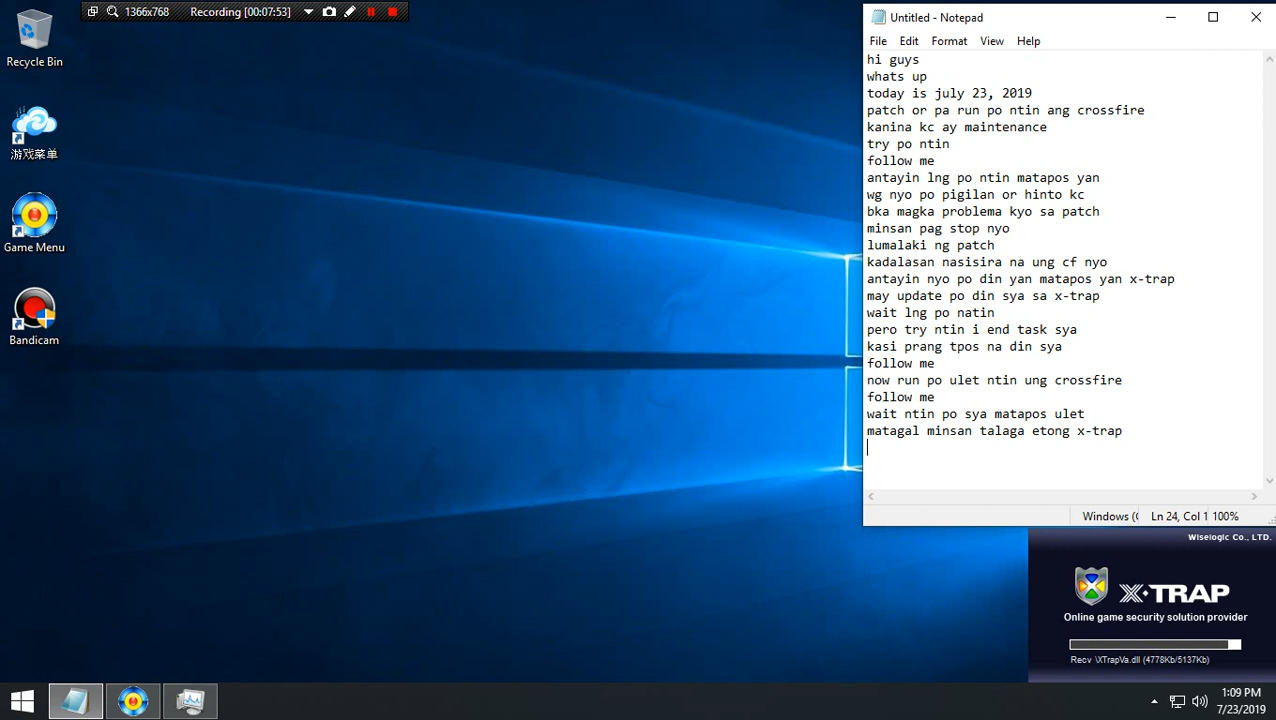 1366x768
Recording [00:07:53]
Recycle Bin
游戏菜单
Game Menu
Bandicam
Untitled - Notepad
File Edit Format View Help
hi guys
whats up
today is july 23, 2019
patch or pa run po ntin ang crossfire
kanina kc ay maintenance
try po ntin
follow me
antayin lng po ntin matapos yan
wg nyo po pigilan or hinto kc
bka magka problema kyo sa patch
minsan pag stop nyo
lumalaki ng patch
kadalasan nasisira na ung cf nyo
antayin nyo po din yan matapos yan x-trap
may update po din sya sa x-trap
wait lng po natin
pero try ntin i end task sya
kasi prang tpos na din sya
follow me
now run po ulet ntin ung crossfire
follow me
wait ntin po sya matapos ulet
matagal minsan talaga etong x-trap
Windows (C
Ln 24, Col 1
100%
Wiselogic Co., LTD.
X-TRAP
Online game security solution provider
Recv \XTrapVa.dll (4778Kb/5137Kb)
1:09 PM
7/23/2019